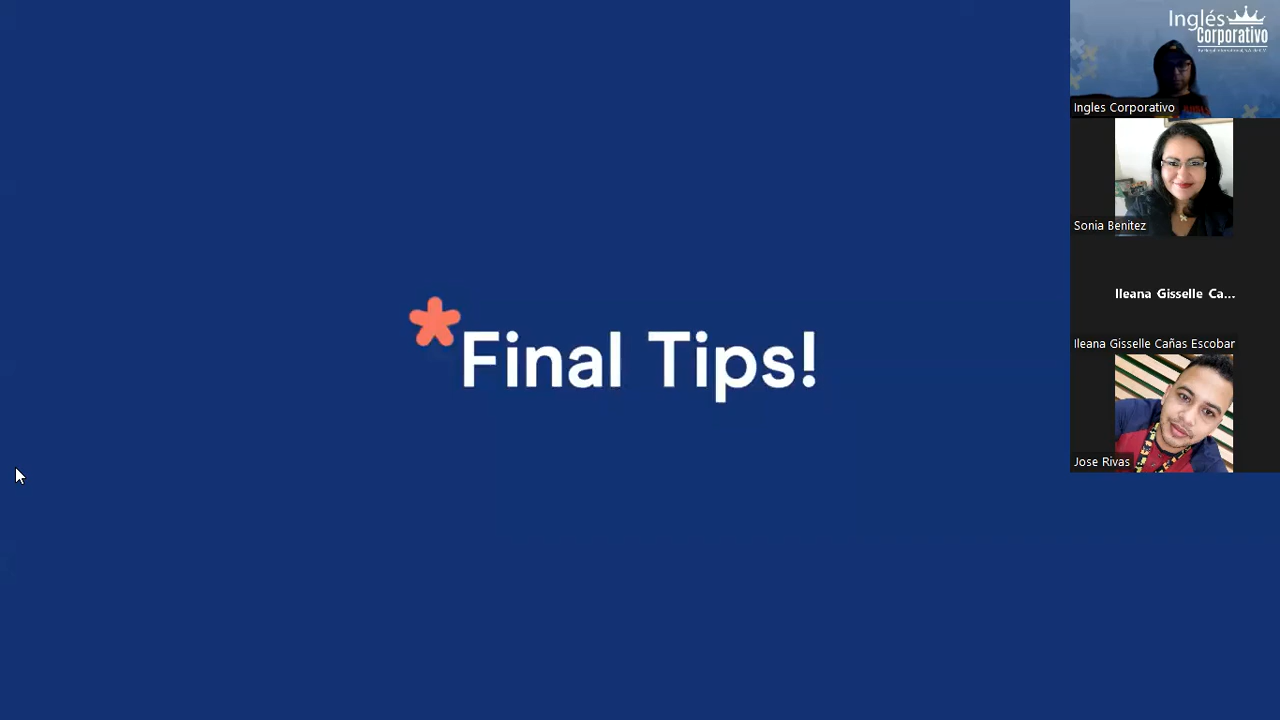 *Final Tips!
Inglés
Corporativo
Ingles Corporativo
Sonia Benitez
Ileana Gisselle Ca...
Ileana Gisselle Cañas Escobar
Jose Rivas